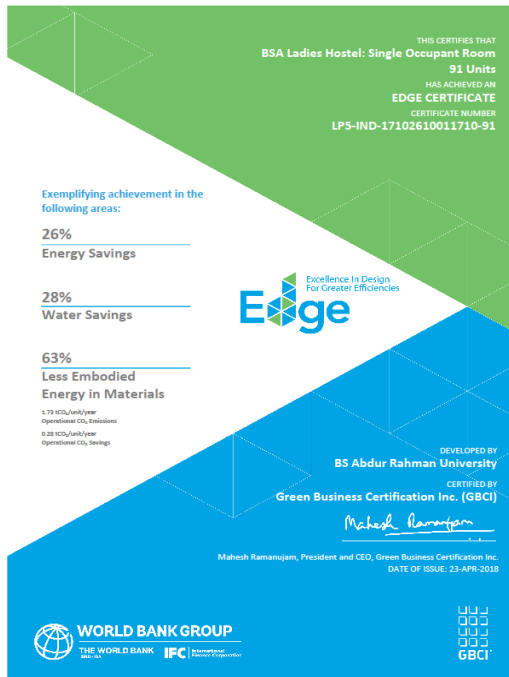 THIS CERTIFIES THAT
BSA Ladies Hostel: Single Occupant Room
91 Units
HAS ACHIEVED AN
EDGE CERTIFICATE
CERTIFICATE NUMBER
LP5-IND-17102610011710-91
Exemplifying achievement in the
following areas:
26%
Energy Savings
28%
Water Savings
63%
Less Embodied
Energy in Materials
1.73 tCO₂/unit/year
Operational CO₂ Emissions
0.28 tCO₂/unit/year
Operational CO₂ Savings
Edge
Excellence In Design
For Greater Efficiencies
DEVELOPED BY
BS Abdur Rahman University
CERTIFIED BY
Green Business Certification Inc. (GBCI)
Mahesh Ramanujam
Mahesh Ramanujam, President and CEO, Green Business Certification Inc.
DATE OF ISSUE: 23-APR-2018
WORLD BANK GROUP
THE WORLD BANK
IBRD • IDA
IFC
International
Finance Corporation
GBCI